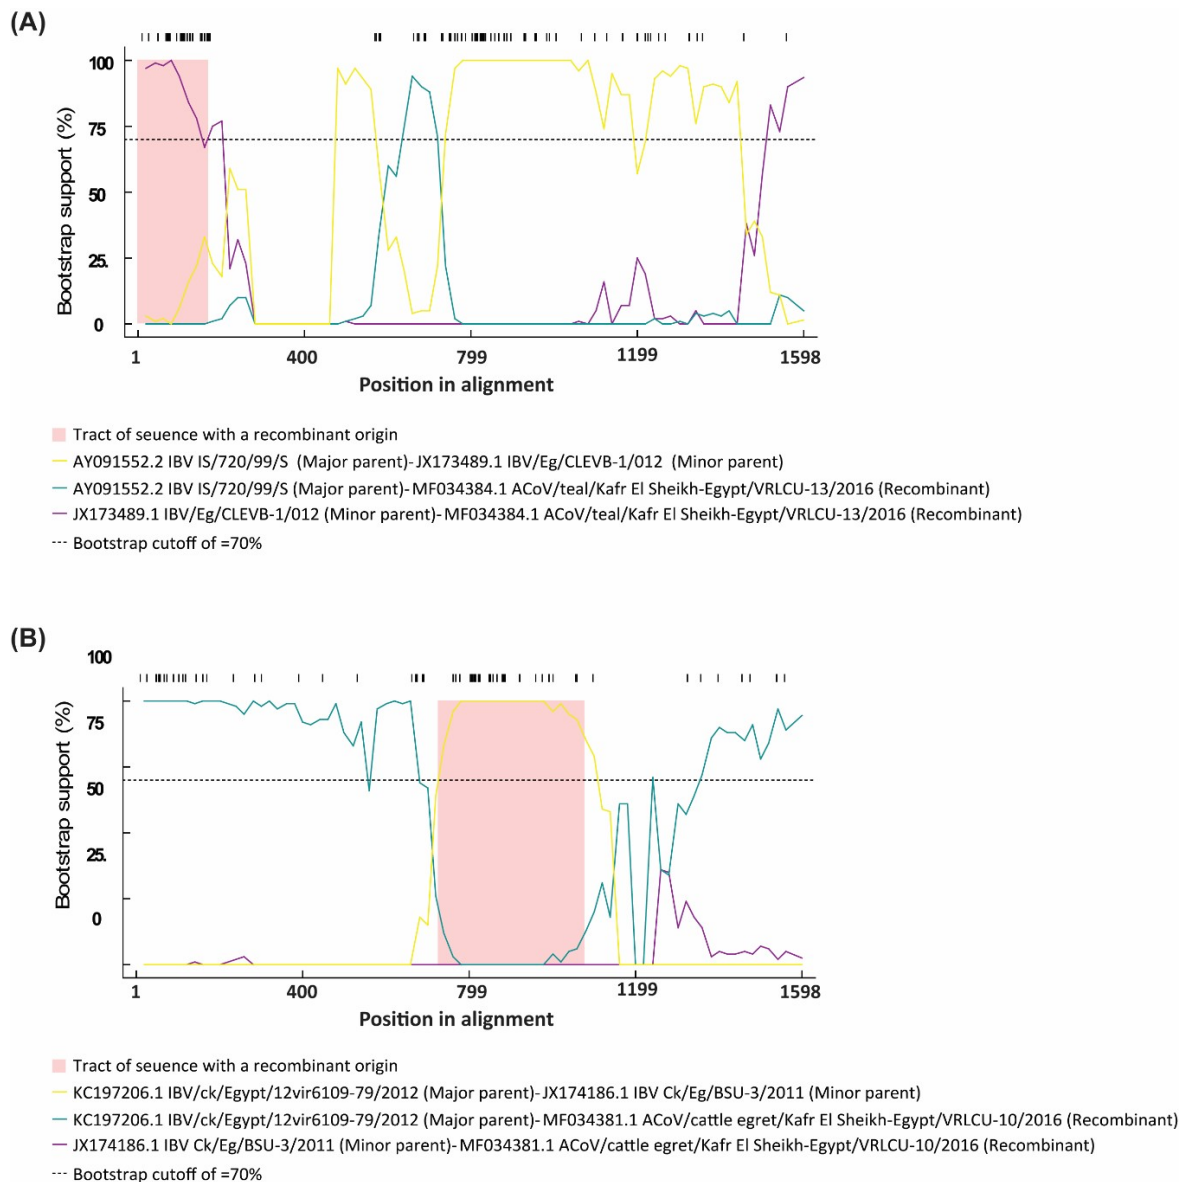 (A)
100
75
50
25.
0
Bootstrap support (%)
1 400 799 1199 1598
Position in alignment
Tract of seuence with a recombinant origin
AY091552.2 IBV IS/720/99/S (Major parent)-JX173489.1 IBV/Eg/CLEVB-1/012 (Minor parent)
AY091552.2 IBV IS/720/99/S (Major parent)-MF034384.1 ACoV/teal/Kafr El Sheikh-Egypt/VRLCU-13/2016 (Recombinant)
JX173489.1 IBV/Eg/CLEVB-1/012 (Minor parent)-MF034384.1 ACoV/teal/Kafr El Sheikh-Egypt/VRLCU-13/2016 (Recombinant)
--- Bootstrap cutoff of =70%
(B)
100
75
50
25.
0
Bootstrap support (%)
1 400 799 1199 1598
Position in alignment
Tract of seuence with a recombinant origin
KC197206.1 IBV/ck/Egypt/12vir6109-79/2012 (Major parent)-JX174186.1 IBV Ck/Eg/BSU-3/2011 (Minor parent)
KC197206.1 IBV/ck/Egypt/12vir6109-79/2012 (Major parent)-MF034381.1 ACoV/cattle egret/Kafr El Sheikh-Egypt/VRLCU-10/2016 (Recombinant)
JX174186.1 IBV Ck/Eg/BSU-3/2011 (Minor parent)-MF034381.1 ACoV/cattle egret/Kafr El Sheikh-Egypt/VRLCU-10/2016 (Recombinant)
--- Bootstrap cutoff of =70%